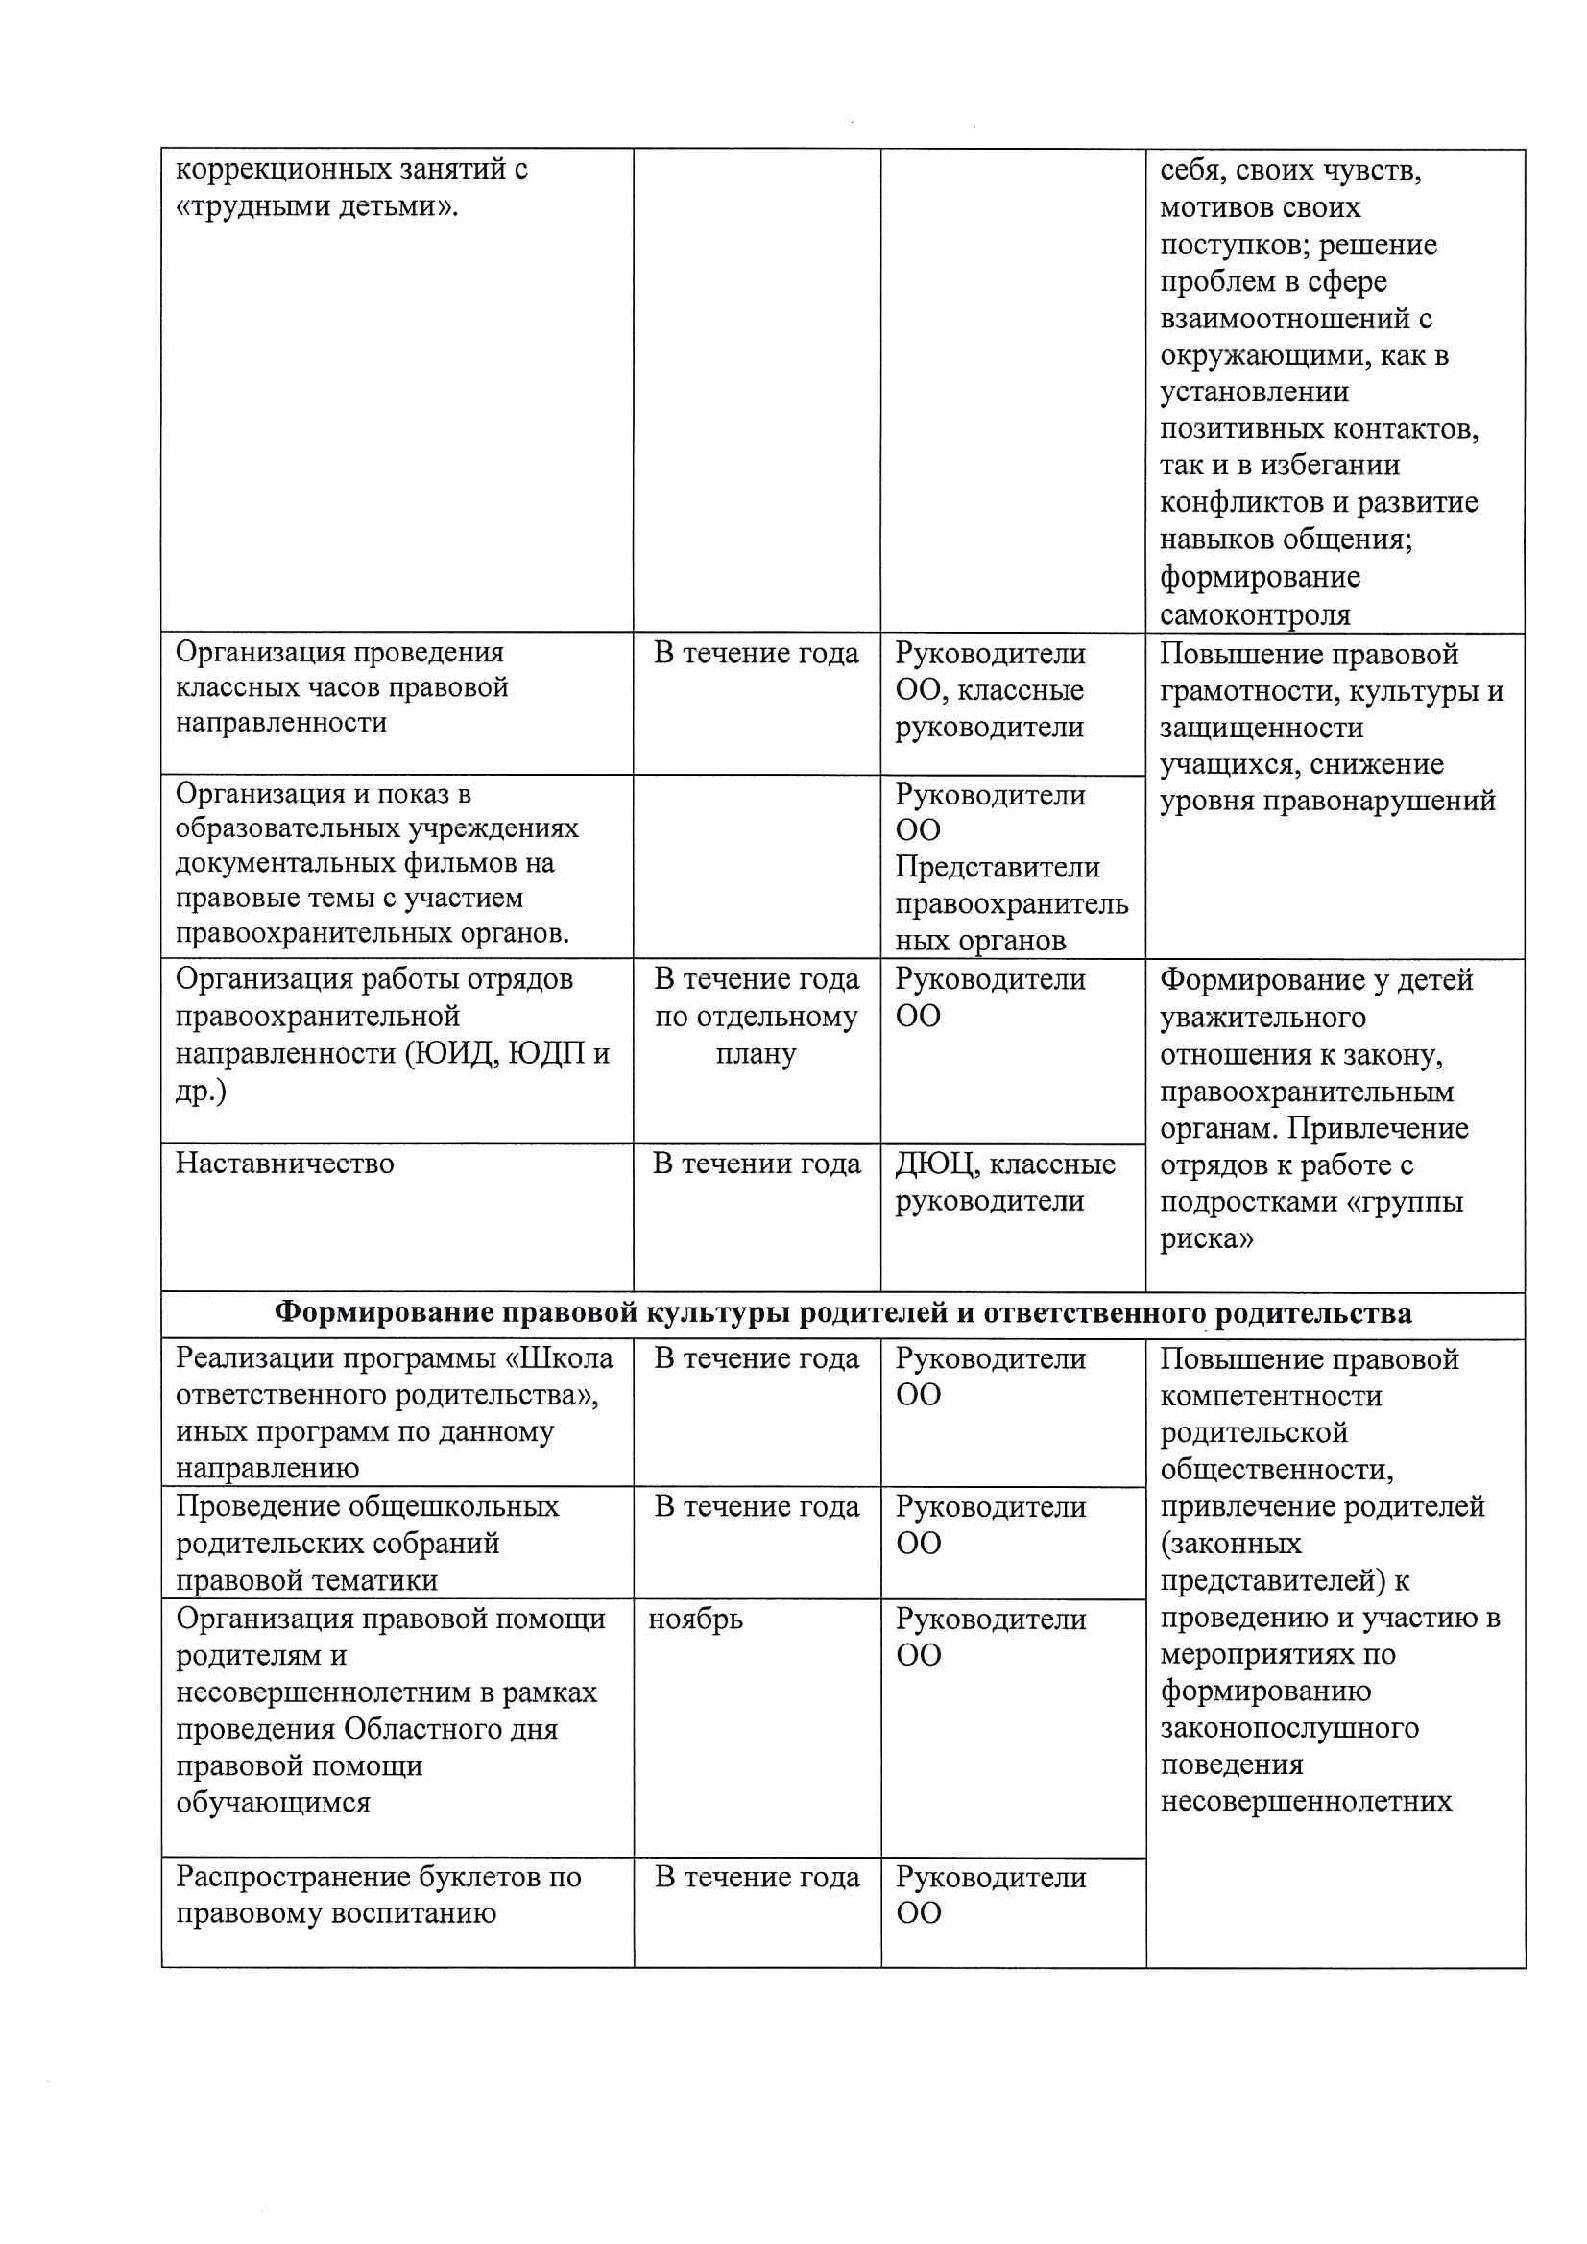 коррекционных занятий с
«трудными детьми».
себя, своих чувств,
мотивов своих
поступков; решение
проблем в сфере
взаимоотношений с
окружающими, как в
установлении
позитивных контактов,
так и в избегании
конфликтов и развитие
навыков общения;
формирование
самоконтроля
Организация проведения
классных часов правовой
направленности
В течение года
Руководители
ОО, классные
руководители
Повышение правовой
грамотности, культуры и
защищенности
учащихся, снижение
уровня правонарушений
Организация и показ в
образовательных учреждениях
документальных фильмов на
правовые темы с участием
правоохранительных органов.
Руководители
ОО
Представители
правоохранитель
ных органов
Организация работы отрядов
правоохранительной
направленности (ЮИД, ЮДП и
др.)
В течение года
по отдельному
плану
Руководители
ОО
Формирование у детей
уважительного
отношения к закону,
правоохранительным
органам. Привлечение
отрядов к работе с
подростками «группы
риска»
Наставничество
В течении года
ДЮЦ, классные
руководители
Формирование правовой культуры родителей и ответственного родительства
Реализации программы «Школа
ответственного родительства»,
иных программ по данному
направлению
В течение года
Руководители
ОО
Повышение правовой
компетентности
родительской
общественности,
привлечение родителей
(законных
представителей) к
проведению и участию в
мероприятиях по
формированию
законопослушного
поведения
несовершеннолетних
Проведение общешкольных
родительских собраний
правовой тематики
В течение года
Руководители
ОО
Организация правовой помощи
родителям и
несовершеннолетним в рамках
проведения Областного дня
правовой помощи
обучающимся
ноябрь
Руководители
ОО
Распространение буклетов по
правовому воспитанию
В течение года
Руководители
ОО